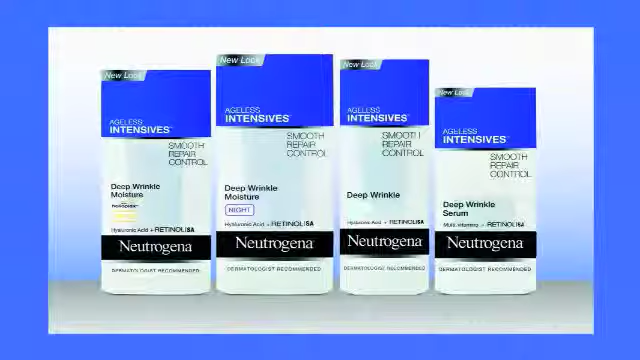 New Look
AGELESS
INTENSIVES
SMOOTH
REPAIR
CONTROL
Deep Wrinkle
Moisture
Hyaluronic Acid + RETINOL SA
Neutrogena
DERMATOLOGIST RECOMMENDED
New Look
AGELESS
INTENSIVES
SMOOTH
REPAIR
CONTROL
Deep Wrinkle
Moisture
NIGHT
Hyaluronic Acid + RETINOL SA
Neutrogena
DERMATOLOGIST RECOMMENDED
New Look
AGELESS
INTENSIVES
SMOOTH
REPAIR
CONTROL
Deep Wrinkle
Hyaluronic Acid + RETINOL SA
Neutrogena
DERMATOLOGIST RECOMMENDED
New Look
AGELESS
INTENSIVES
SMOOTH
REPAIR
CONTROL
Deep Wrinkle
Serum
Multi-Vitamins + RETINOL SA
Neutrogena
DERMATOLOGIST RECOMMENDED